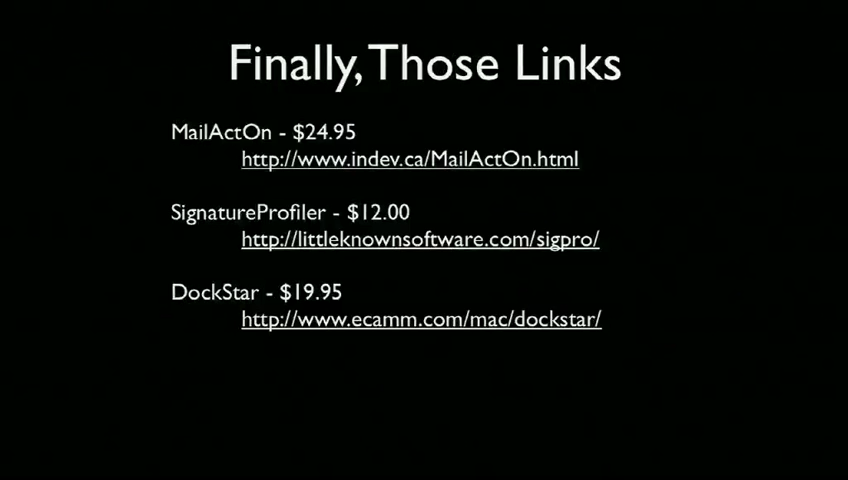 Finally, Those Links
MailActOn - $24.95
http://www.indev.ca/MailActOn.html
SignatureProfiler - $12.00
http://littleknownsoftware.com/sigpro/
DockStar - $19.95
http://www.ecamm.com/mac/dockstar/